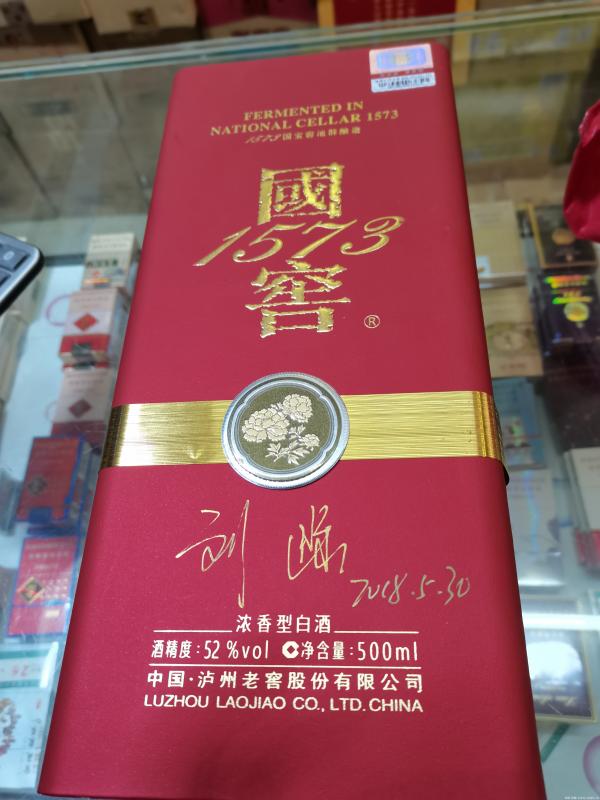 FERMENTED IN
NATIONAL CELLAR 1573
1573国宝窖池群酿造
國
1573
窖
®
刘淼
2018.5.30
浓香型白酒
酒精度:52%vol 净含量:500ml
中国·泸州老窖股份有限公司
LUZHOU LAOJIAO CO., LTD. CHINA